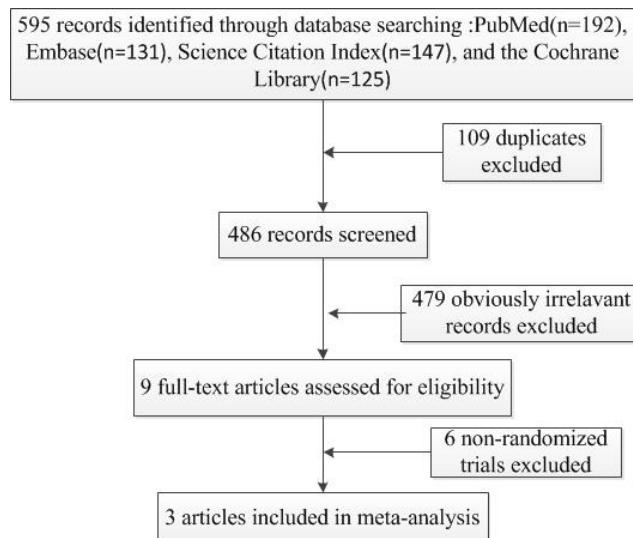 595 records identified through database searching :PubMed(n=192),
Embase(n=131), Science Citation Index(n=147), and the Cochrane
Library(n=125)
109 duplicates
excluded
486 records screened
479 obviously irrelavant
records excluded
9 full-text articles assessed for eligibility
6 non-randomized
trials excluded
3 articles included in meta-analysis